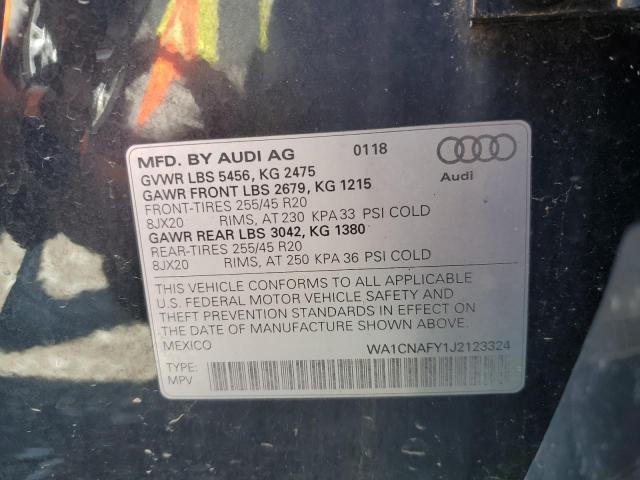 MFD. BY AUDI AG 0118
GVWR LBS 5456, KG 2475
GAWR FRONT LBS 2679, KG 1215
FRONT-TIRES 255/45 R20
8JX20 RIMS, AT 230 KPA 33 PSI COLD
GAWR REAR LBS 3042, KG 1380
REAR-TIRES 255/45 R20
8JX20 RIMS, AT 250 KPA 36 PSI COLD
Audi
THIS VEHICLE CONFORMS TO ALL APPLICABLE
U.S. FEDERAL MOTOR VEHICLE SAFETY AND
THEFT PREVENTION STANDARDS IN EFFECT ON
THE DATE OF MANUFACTURE SHOWN ABOVE.
MEXICO WA1CNAFY1J2123324
TYPE:
MPV